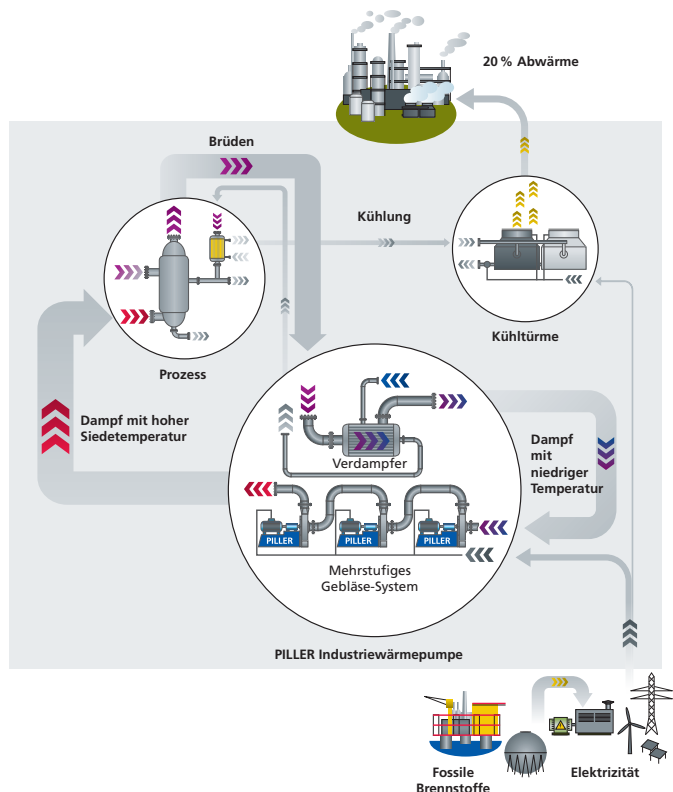 20 % Abwärme
Brüden
Kühlung
Kühltürme
Prozess
Dampf mit hoher
Siedetemperatur
Verdampfer
Dampf
mit
niedriger
Temperatur
PILLER
PILLER
PILLER
Mehrstufiges
Gebläse-System
PILLER Industriewärmepumpe
Fossile
Brennstoffe
Elektrizität